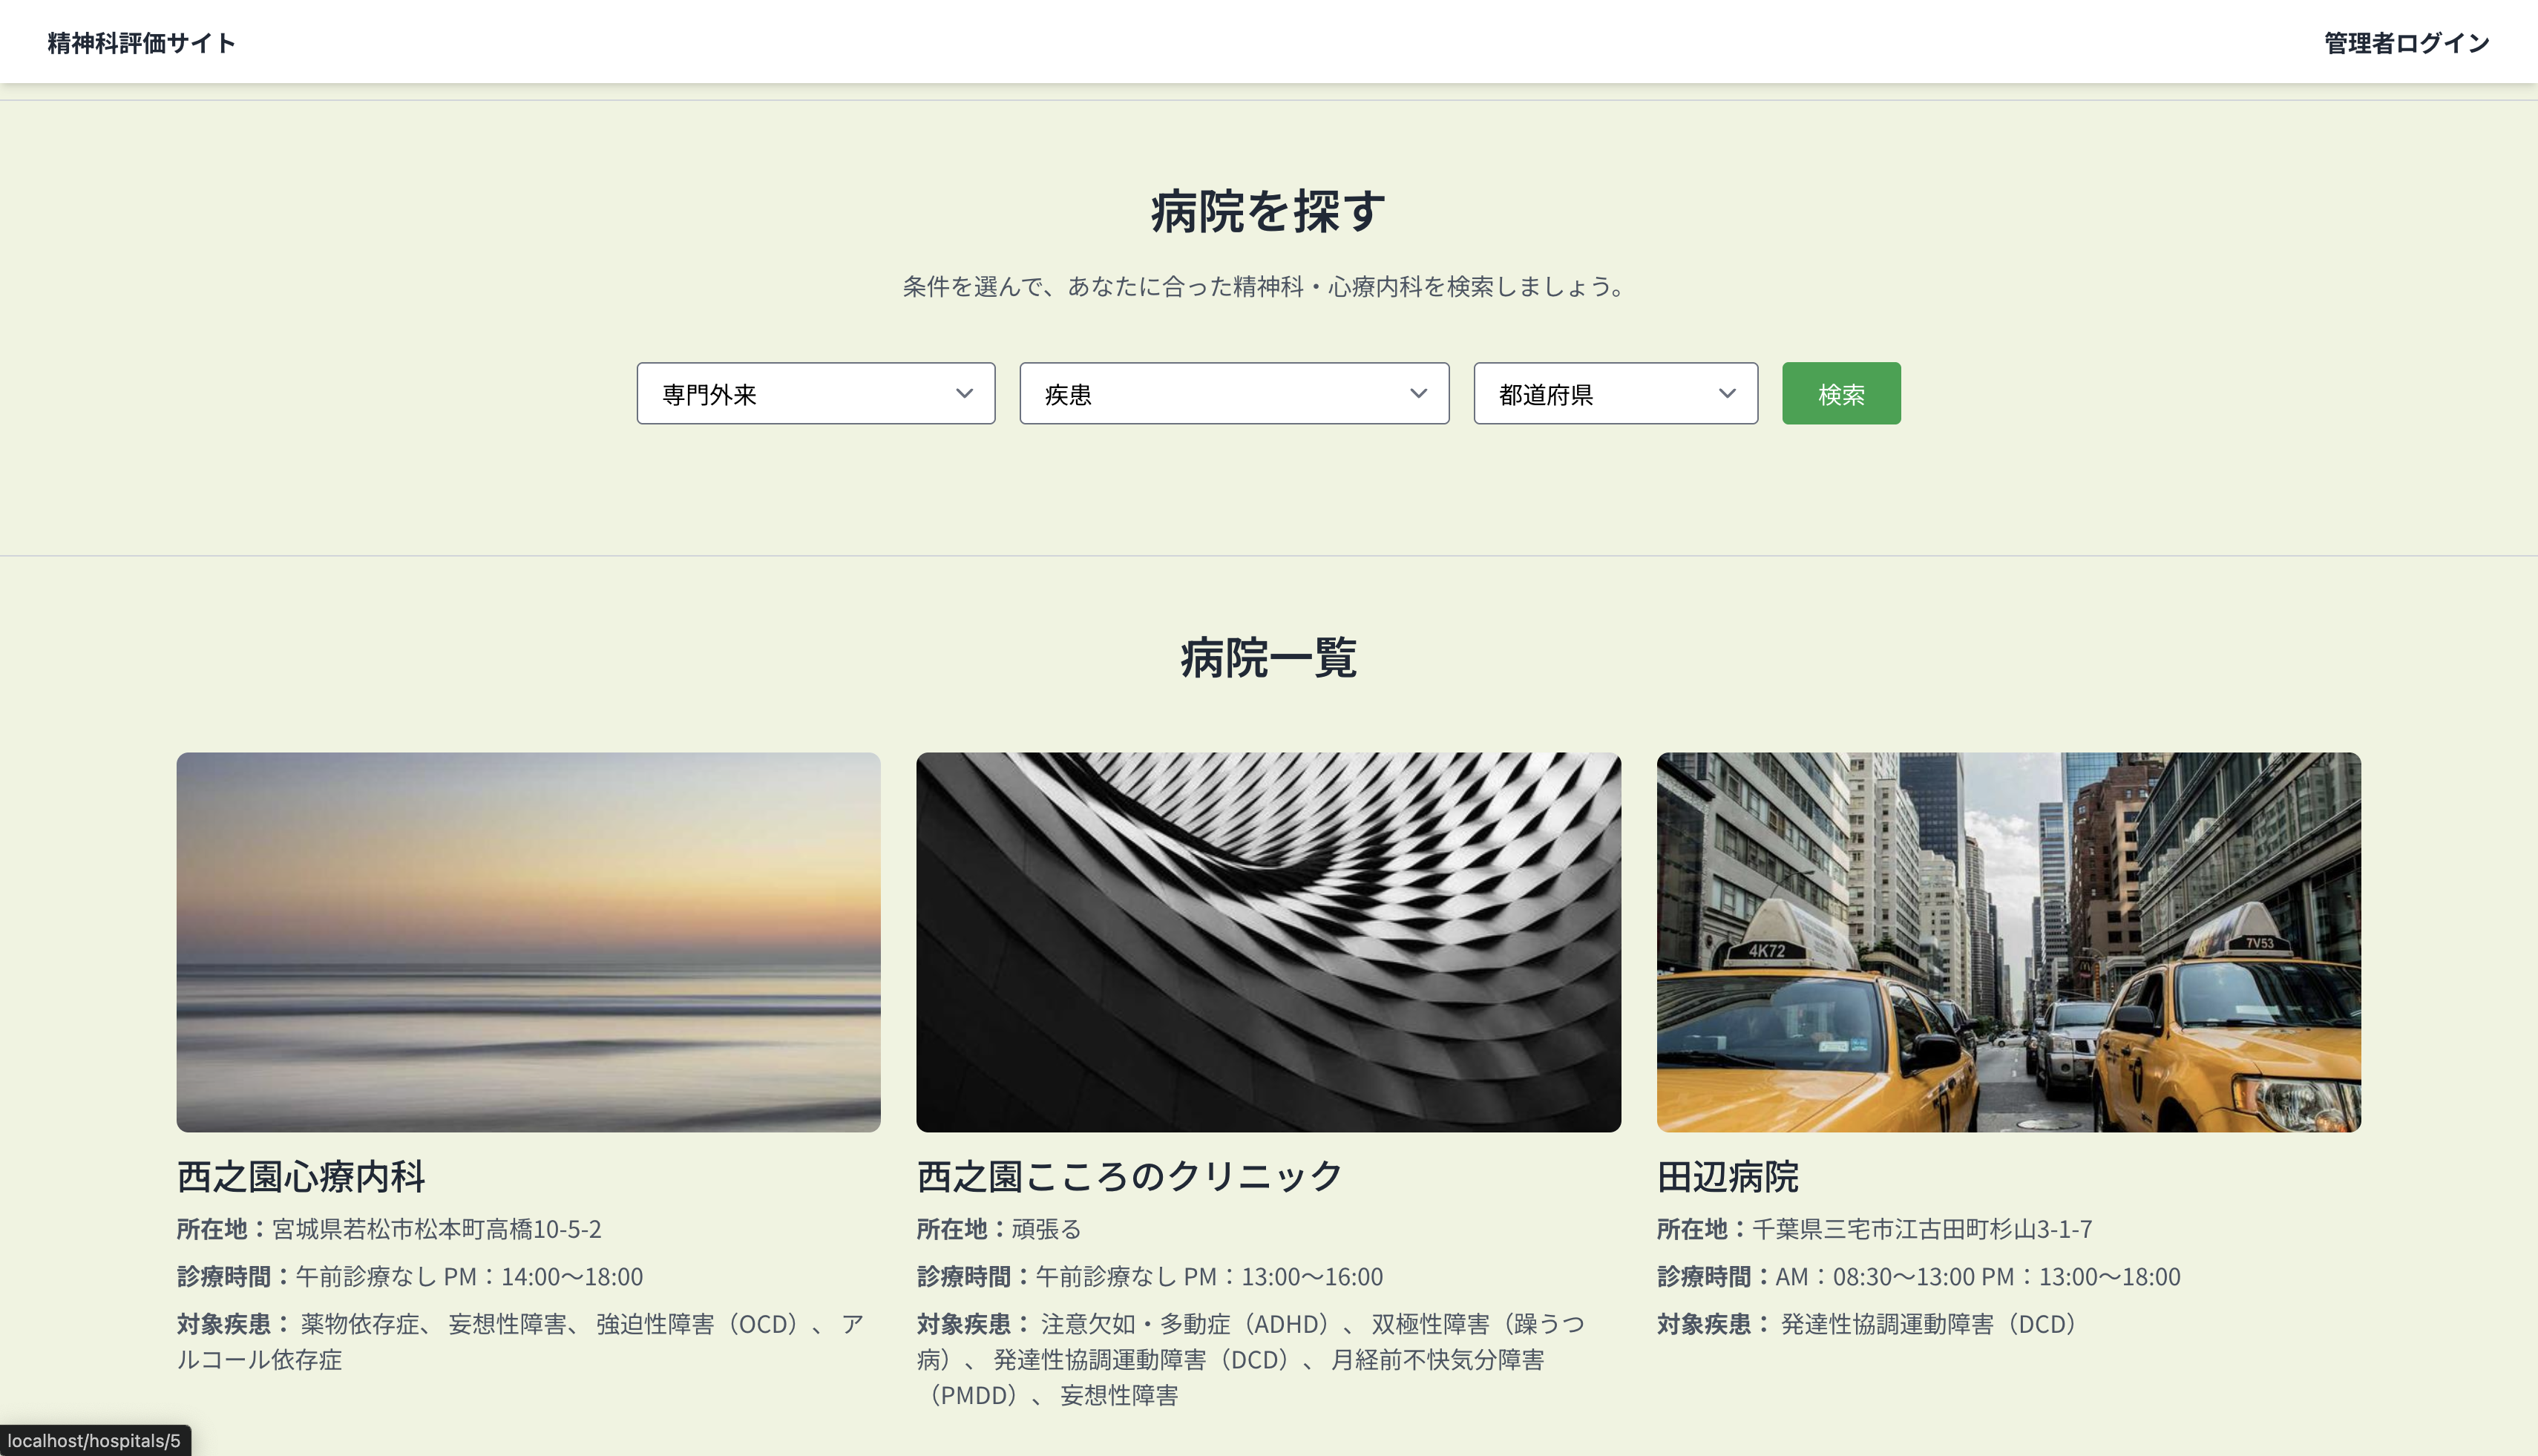 精神科評価サイト
管理者ログイン
病院を探す
条件を選んで、あなたに合った精神科・心療内科を検索しましょう。
専門外来
疾患
都道府県
検索
病院一覧
4K72
7V53
西之園心療内科
所在地：宮城県若松市松本町高橋10-5-2
診療時間：午前診療なし PM：14:00〜18:00
対象疾患： 薬物依存症、 妄想性障害、 強迫性障害（OCD）、 ア
ルコール依存症
西之園こころのクリニック
所在地：頑張る
診療時間：午前診療なし PM：13:00〜16:00
対象疾患： 注意欠如・多動症（ADHD）、 双極性障害（躁うつ
病）、 発達性協調運動障害（DCD）、 月経前不快気分障害
（PMDD）、 妄想性障害
田辺病院
所在地：千葉県三宅市江古田町杉山3-1-7
診療時間：AM：08:30〜13:00 PM：13:00〜18:00
対象疾患： 発達性協調運動障害（DCD）
localhost/hospitals/5